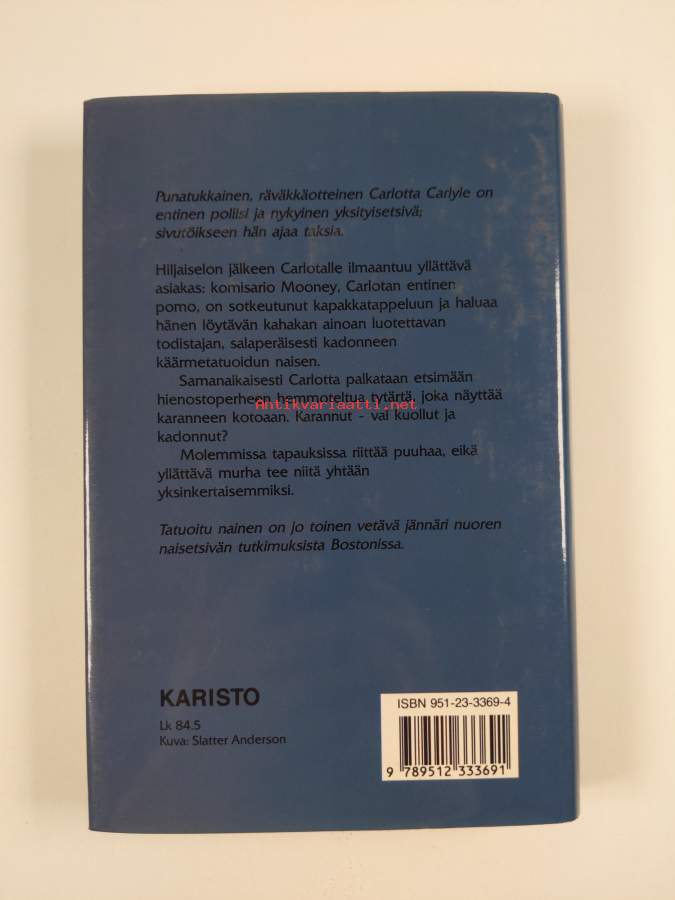 Punatukkainen, räväkkäotteinen Carlotta Carlyle on
entinen poliisi ja nykyinen yksityisetsivä;
sivutöikseen hän ajaa taksia.
Hiljaiselon jälkeen Carlotalle ilmaantuu yllättävä
asiakas: komisario Mooney, Carlotan entinen
pomo, on sotkeutunut kapakkatappeluun ja haluaa
hänen löytävän kahakan ainoan luotettavan
todistajan, salaperäisesti kadonneen
käärmetatuoidun naisen.
Samanaikaisesti Carlotta palkataan etsimään
hienostoperheen hemmoteltua tytärtä, joka näyttää
Antikvariaatti.net
karanneen kotoaan. Karannut - vai kuollut ja
kadonnut?
Molemmissa tapauksissa riittää puuhaa, eikä
yllättävä murha tee niitä yhtään
yksinkertaisemmiksi.
Tatuoitu nainen on jo toinen vetävä jännäri nuoren
naisetsivän tutkimuksista Bostonissa.
KARISTO
Lk 84.5
Kuva: Slatter Anderson
ISBN 951-23-3369-4
9 789512 333691